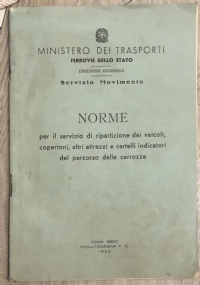 MINISTERO DEI TRASPORTI
FERROVIE DELLO STATO
DIREZIONE GENERALE
Servizio Movimento
NORME
per il servizio di ripartizione dei veicoli,
copertoni, altri attrezzi e cartelli indicatori
del percorso delle carrozze
ROMA